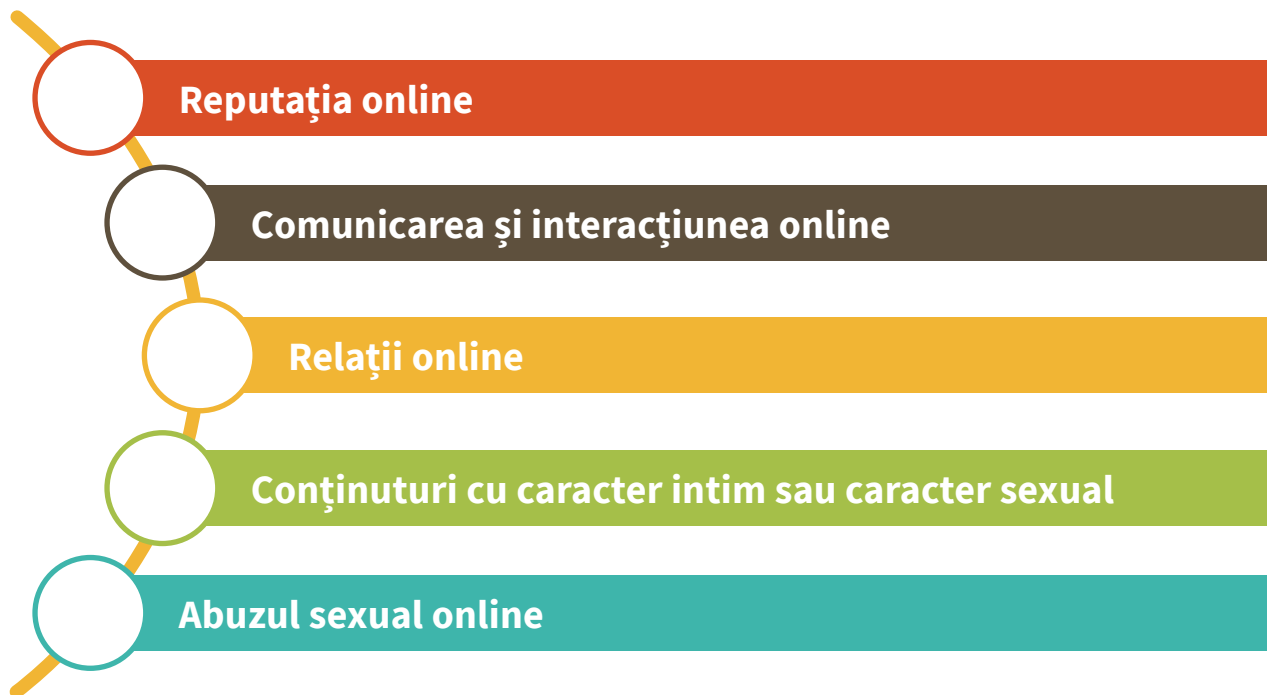 Reputația online
Comunicarea și interacțiunea online
Relații online
Conținuturi cu caracter intim sau caracter sexual
Abuzul sexual online